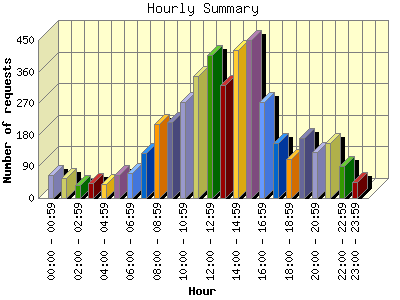 Hourly Summary
Number of requests
450
360
270
180
90
0
00:00 - 00:59
02:00 - 02:59
04:00 - 04:59
06:00 - 06:59
08:00 - 08:59
10:00 - 10:59
12:00 - 12:59
14:00 - 14:59
16:00 - 16:59
18:00 - 18:59
20:00 - 20:59
22:00 - 22:59
23:00 - 23:59
Hour